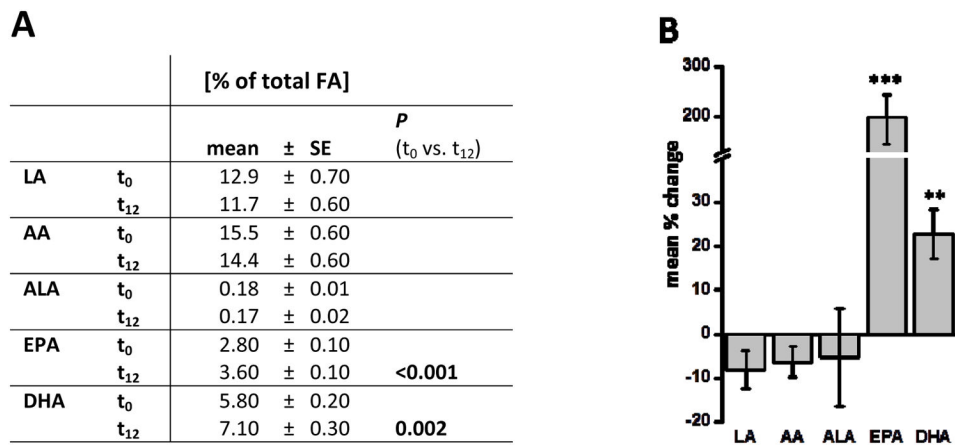 A
[% of total FA]
P
mean ± SE (t0 vs. t12)
LA t0 12.9 ± 0.70
t12 11.7 ± 0.60
AA t0 15.5 ± 0.60
t12 14.4 ± 0.60
ALA t0 0.18 ± 0.01
t12 0.17 ± 0.02
EPA t0 2.80 ± 0.10
t12 3.60 ± 0.10 <0.001
DHA t0 5.80 ± 0.20
t12 7.10 ± 0.30 0.002
B
mean % change
300
200
30
20
10
0
-10
-20
***
**
LA AA ALA EPA DHA